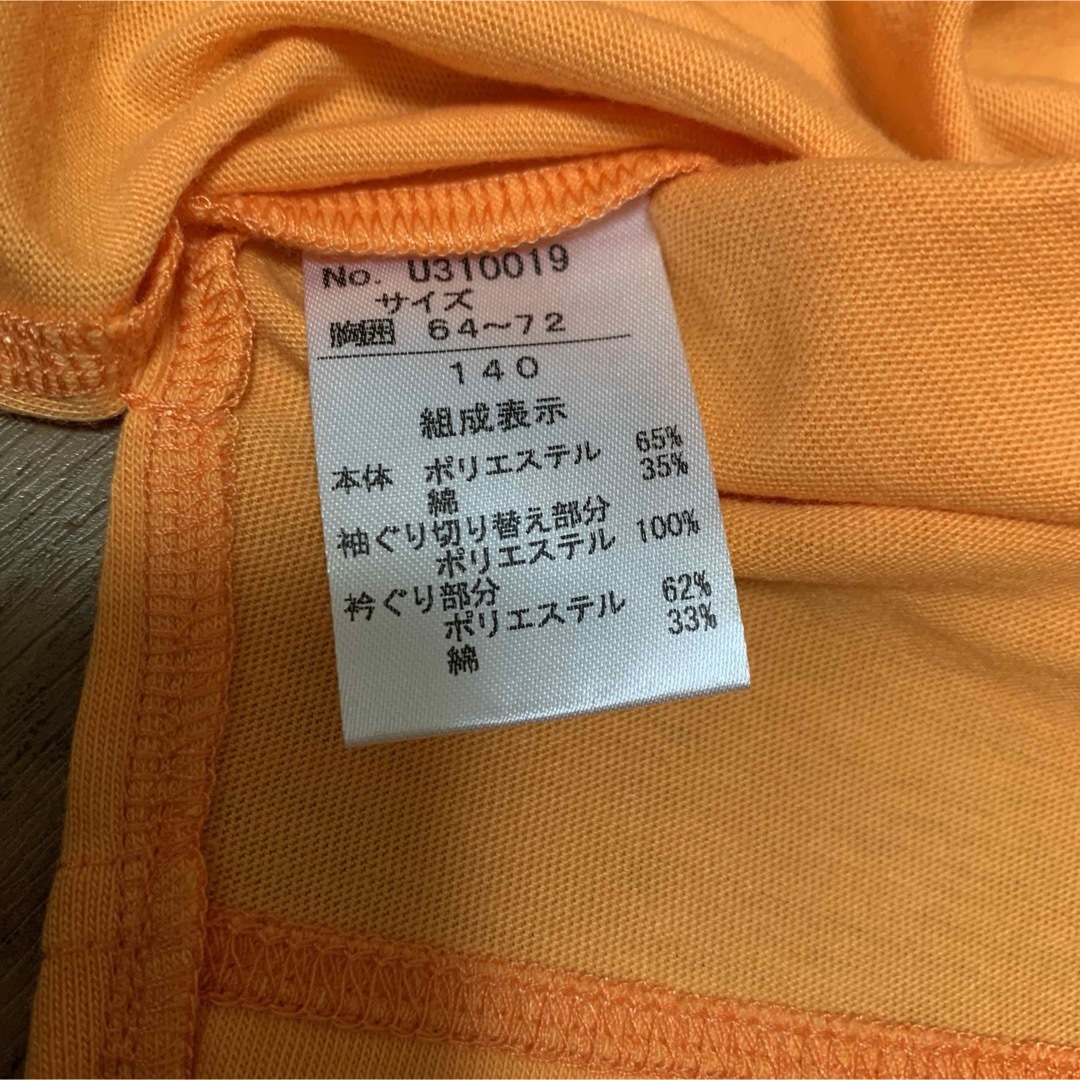 No. U310019
サイズ
胸囲 64～72
140
組成表示
本体 ポリエステル 65%
綿 35%
袖ぐり切り替え部分
ポリエステル 100%
衿ぐり部分
ポリエステル 62%
綿 33%